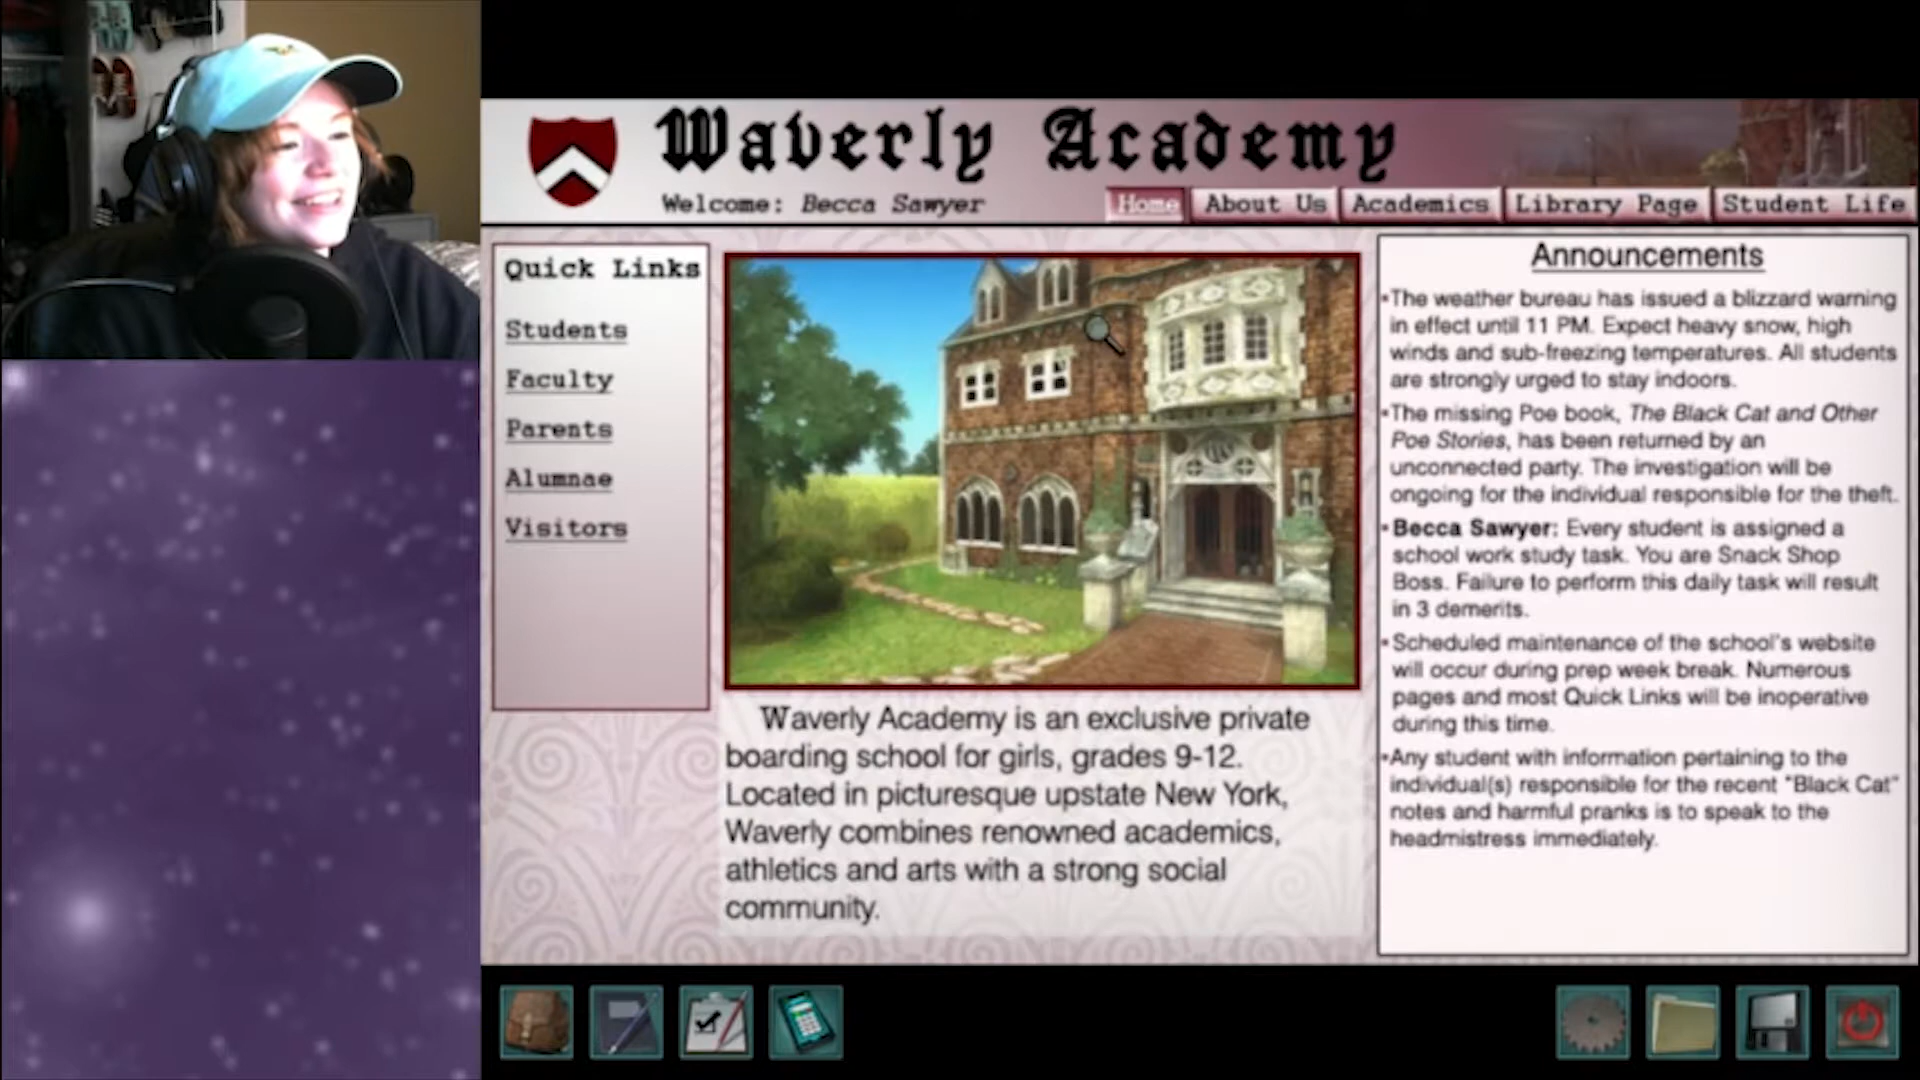 Waverly Academy
Welcome: Becca Sawyer
Home
About Us
Academics
Library Page
Student Life
Quick Links
Students
Faculty
Parents
Alumnae
Visitors
Waverly Academy is an exclusive private
boarding school for girls, grades 9-12.
Located in picturesque upstate New York,
Waverly combines renowned academics,
athletics and arts with a strong social
community.
Announcements
•The weather bureau has issued a blizzard warning
in effect until 11 PM. Expect heavy snow, high
winds and sub-freezing temperatures. All students
are strongly urged to stay indoors.
•The missing Poe book, The Black Cat and Other
Poe Stories, has been returned by an
unconnected party. The investigation will be
ongoing for the individual responsible for the theft.
•Becca Sawyer: Every student is assigned a
school work study task. You are Snack Shop
Boss. Failure to perform this daily task will result
in 3 demerits.
•Scheduled maintenance of the school's website
will occur during prep week break. Numerous
pages and most Quick Links will be inoperative
during this time.
•Any student with information pertaining to the
individual(s) responsible for the recent "Black Cat"
notes and harmful pranks is to speak to the
headmistress immediately.